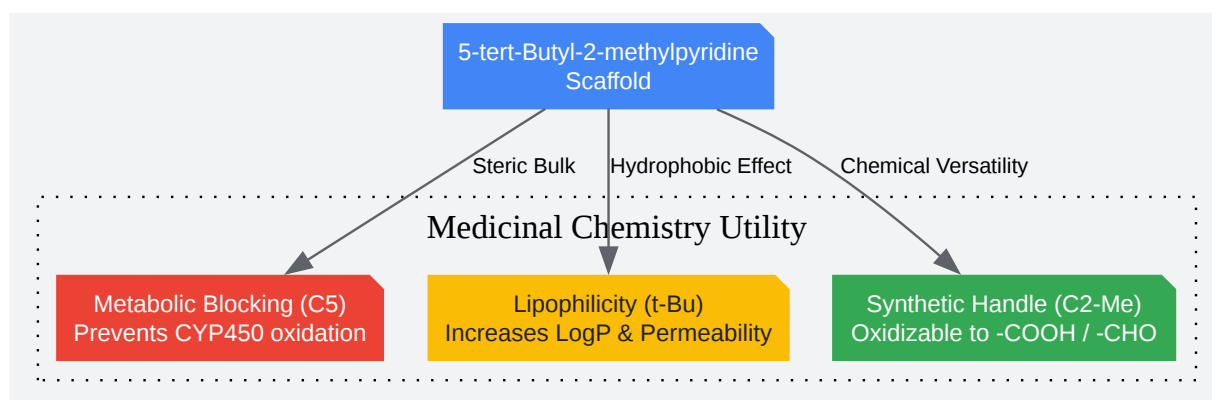 5-tert-Butyl-2-methylpyridine
Scaffold
Steric Bulk
Hydrophobic Effect
Chemical Versatility
Medicinal Chemistry Utility
Metabolic Blocking (C5)
Prevents CYP450 oxidation
Lipophilicity (t-Bu)
Increases LogP & Permeability
Synthetic Handle (C2-Me)
Oxidizable to -COOH / -CHO